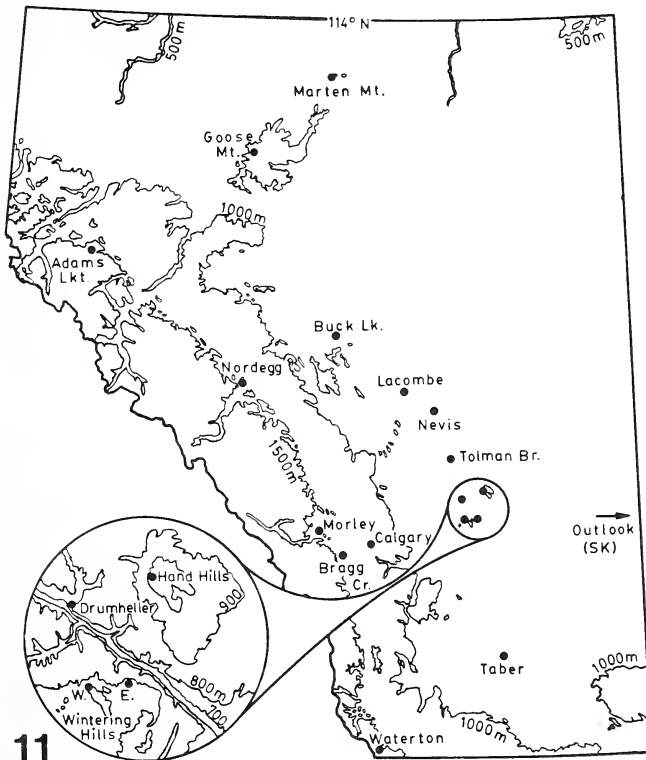 114° N
500 E
500m
Marten Mt.
Goose
Mt.
1000m
Adams
Lkt.
Buck Lk.
Nordegg
Lacombe
Nevis
1500m
Tolman Br.
Outlook
(SK)
Morley
Calgary
Bragg
Cr.
Hand Hills
900
Drumheller
800m
700
W.
E.
Wintering
Hills
Taber
1000m
1000m
Waterton
11